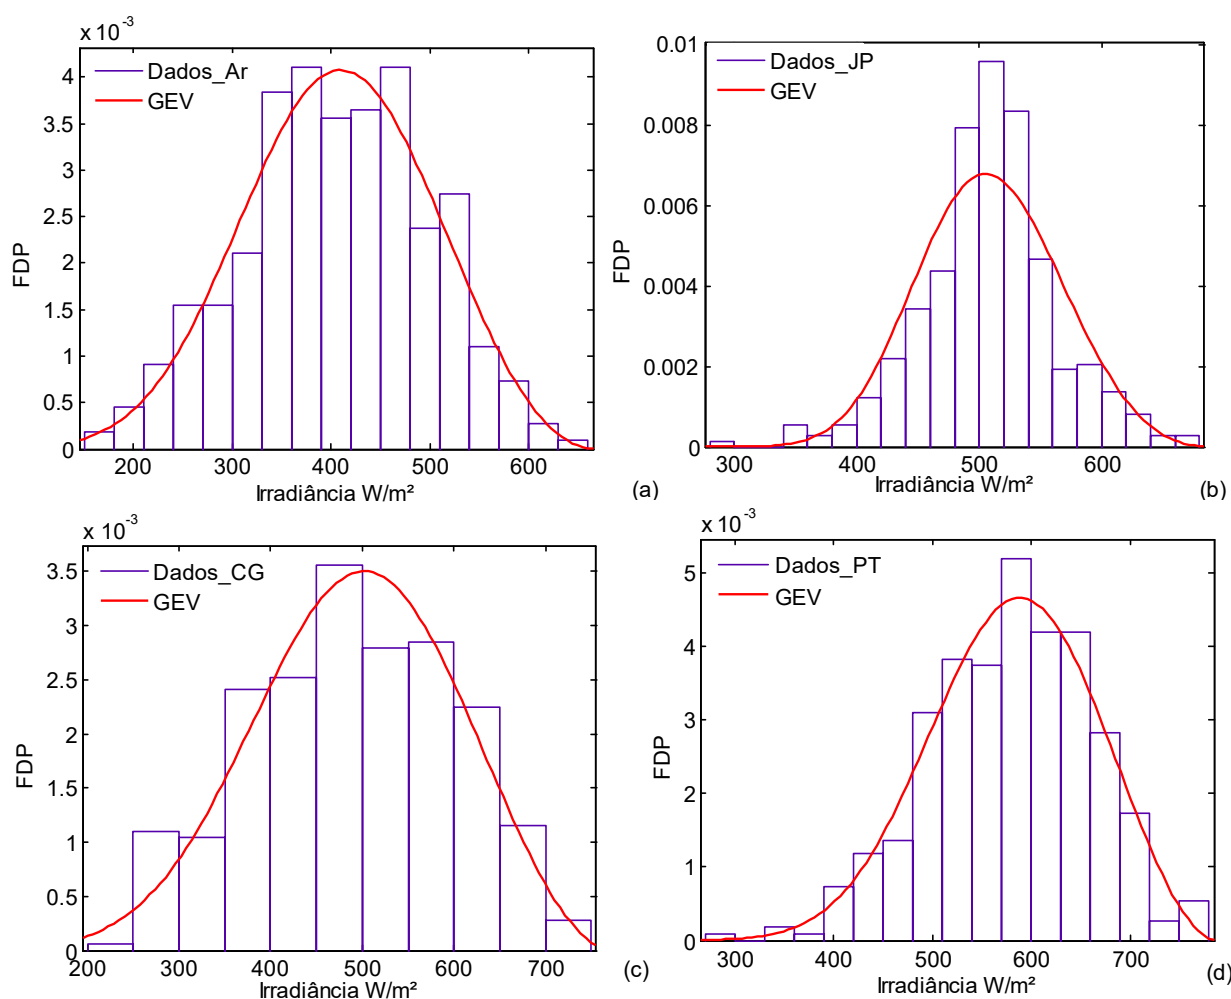 x 10⁻³
4
3.5
3
2.5
2
1.5
1
0.5
0
FDP
Dados_Ar
GEV
200 300 400 500 600
Irradiância W/m²
(a)
0.01
0.008
0.006
0.004
0.002
0
FDP
Dados_JP
GEV
300 400 500 600
Irradiância W/m²
(b)
x 10⁻³
3.5
3
2.5
2
1.5
1
0.5
0
FDP
Dados_CG
GEV
200 300 400 500 600 700
Irradiância W/m²
(c)
x 10⁻³
5
4
3
2
1
0
FDP
Dados_PT
GEV
300 400 500 600 700
Irradiância W/m²
(d)